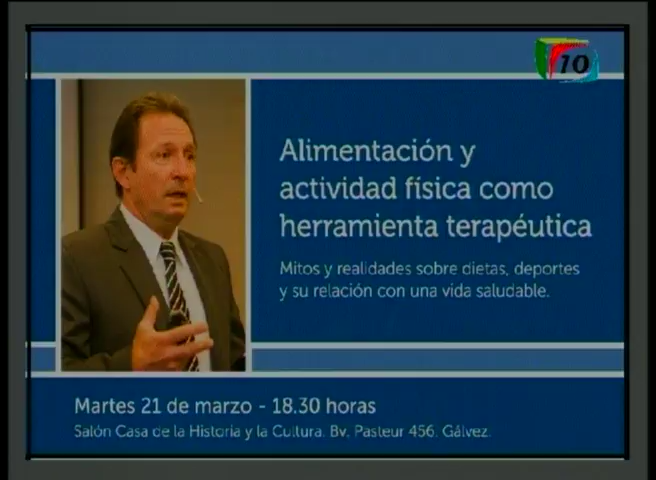 10
Alimentación y
actividad física como
herramienta terapéutica
Mitos y realidades sobre dietas, deportes
y su relación con una vida saludable.
Martes 21 de marzo - 18.30 horas
Salón Casa de la Historia y la Cultura. Bv. Pasteur 456. Gálvez.